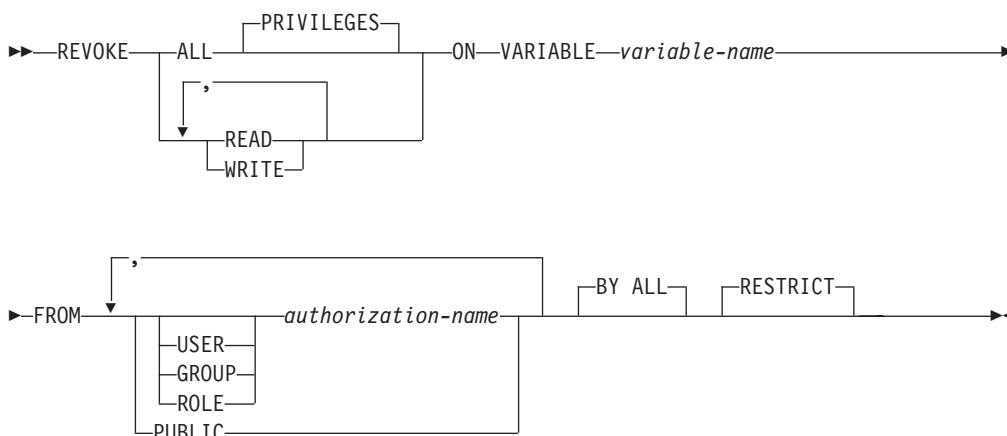 PRIVILEGES
REVOKE ALL ON VARIABLE variable-name
,
READ
WRITE
,
BY ALL RESTRICT
FROM authorization-name
USER
GROUP
ROLE
PUBLIC